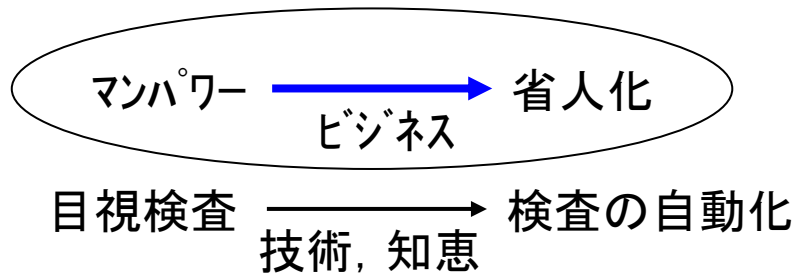 マンパワー 省人化
ビジネス
目視検査 検査の自動化
技術, 知恵